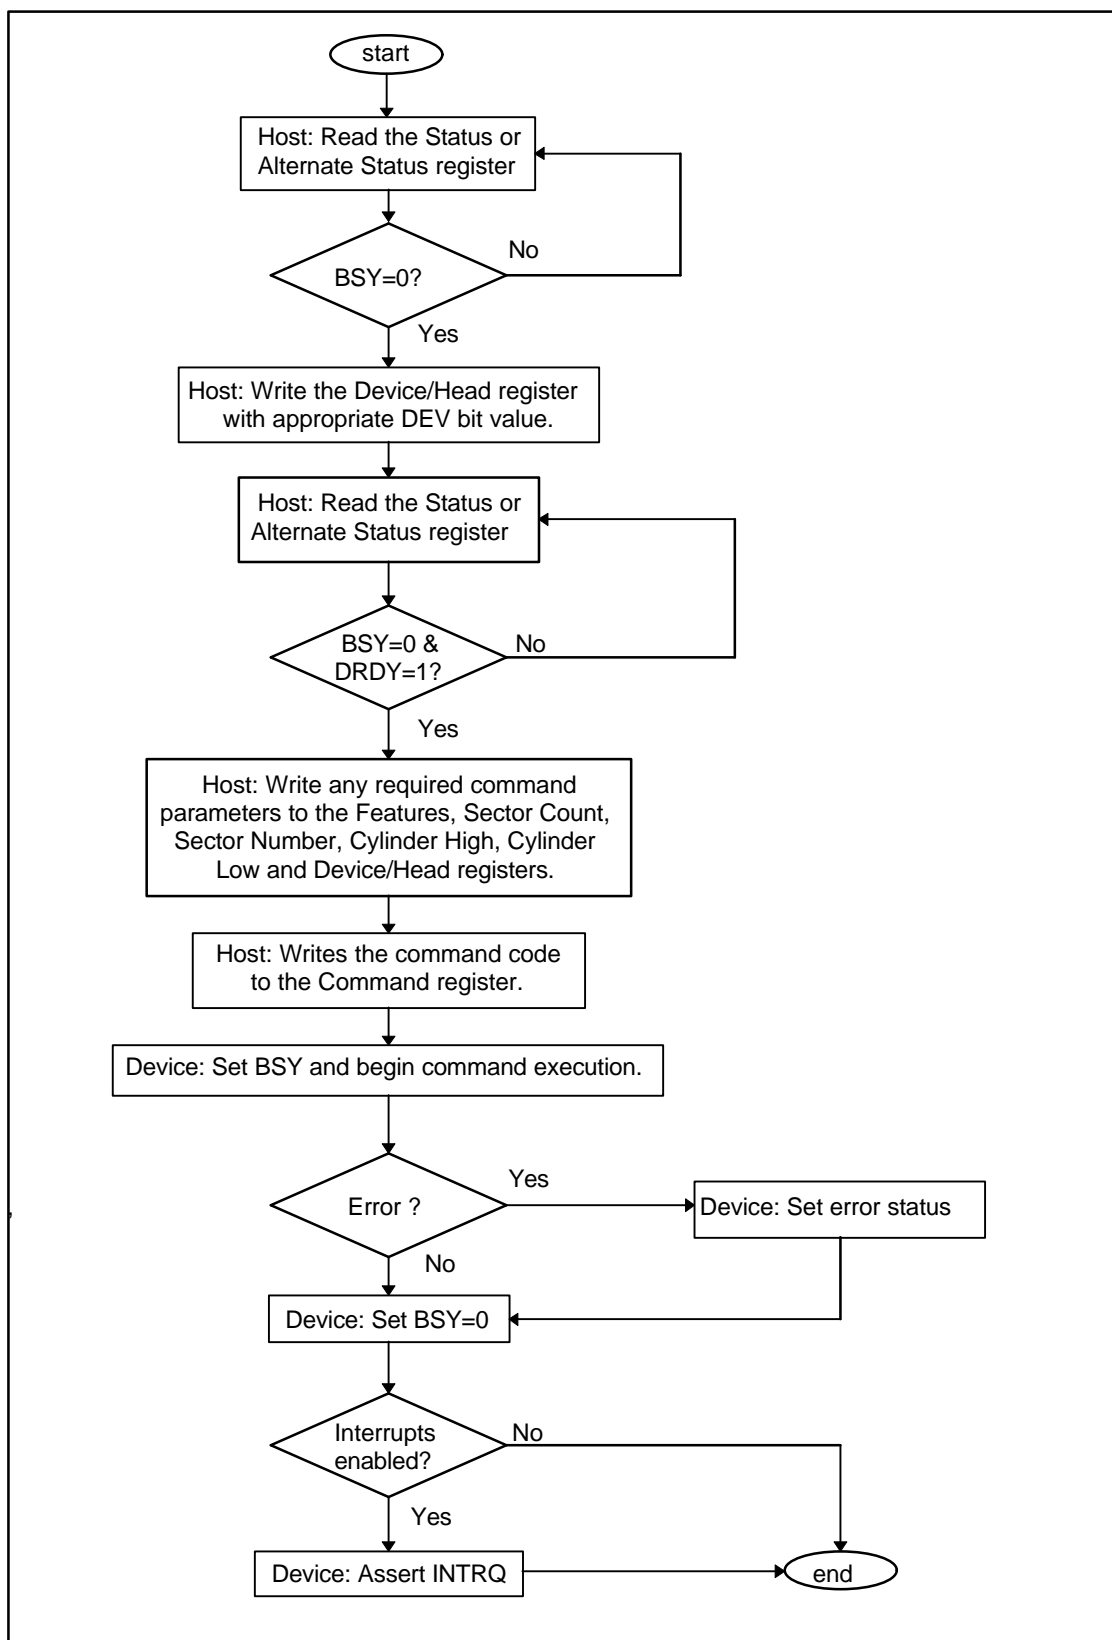 start
Host: Read the Status or
Alternate Status register
No
BSY=0?
Yes
Host: Write the Device/Head register
with appropriate DEV bit value.
Host: Read the Status or
Alternate Status register
BSY=0 &
DRDY=1?
No
Yes
Host: Write any required command
parameters to the Features, Sector Count,
Sector Number, Cylinder High, Cylinder
Low and Device/Head registers.
Host: Writes the command code
to the Command register.
Device: Set BSY and begin command execution.
Yes
Error ?
Device: Set error status
No
Device: Set BSY=0
Interrupts
enabled?
No
Yes
Device: Assert INTRQ
end